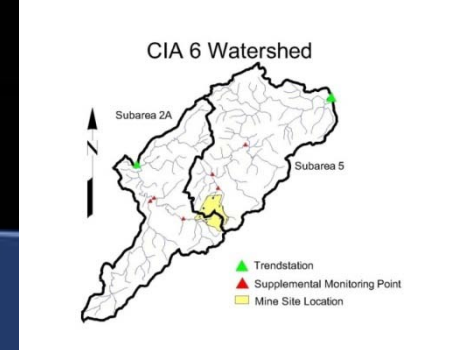 CIA 6 Watershed
Subarea 2A
N
Subarea 5
Trendstation
Supplemental Monitoring Point
Mine Site Location